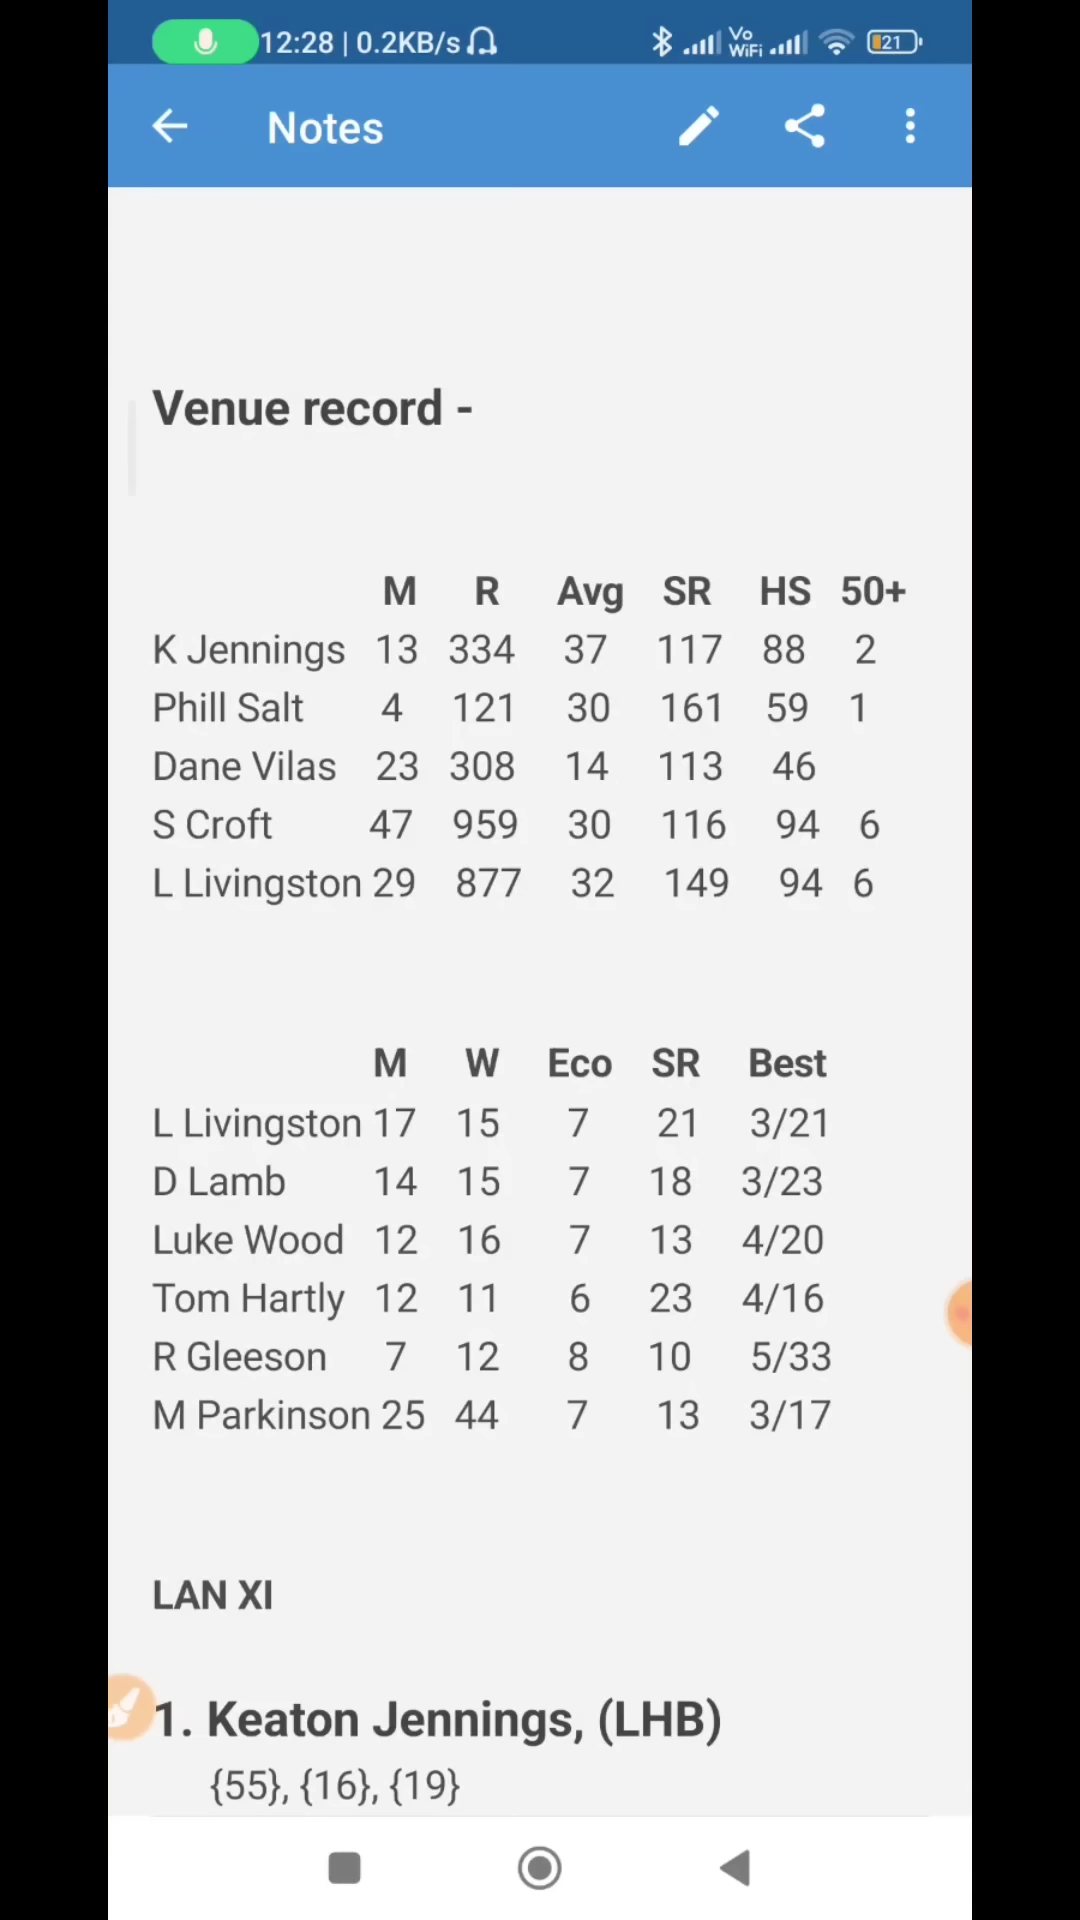 12:28 | 0.2KB/s Vo WiFi 21
Notes
Venue record -
M R Avg SR HS 50+
K Jennings 13 334 37 117 88 2
Phill Salt 4 121 30 161 59 1
Dane Vilas 23 308 14 113 46
S Croft 47 959 30 116 94 6
L Livingston 29 877 32 149 94 6
M W Eco SR Best
L Livingston 17 15 7 21 3/21
D Lamb 14 15 7 18 3/23
Luke Wood 12 16 7 13 4/20
Tom Hartly 12 11 6 23 4/16
R Gleeson 7 12 8 10 5/33
M Parkinson 25 44 7 13 3/17
LAN XI
1. Keaton Jennings, (LHB)
{55}, {16}, {19}